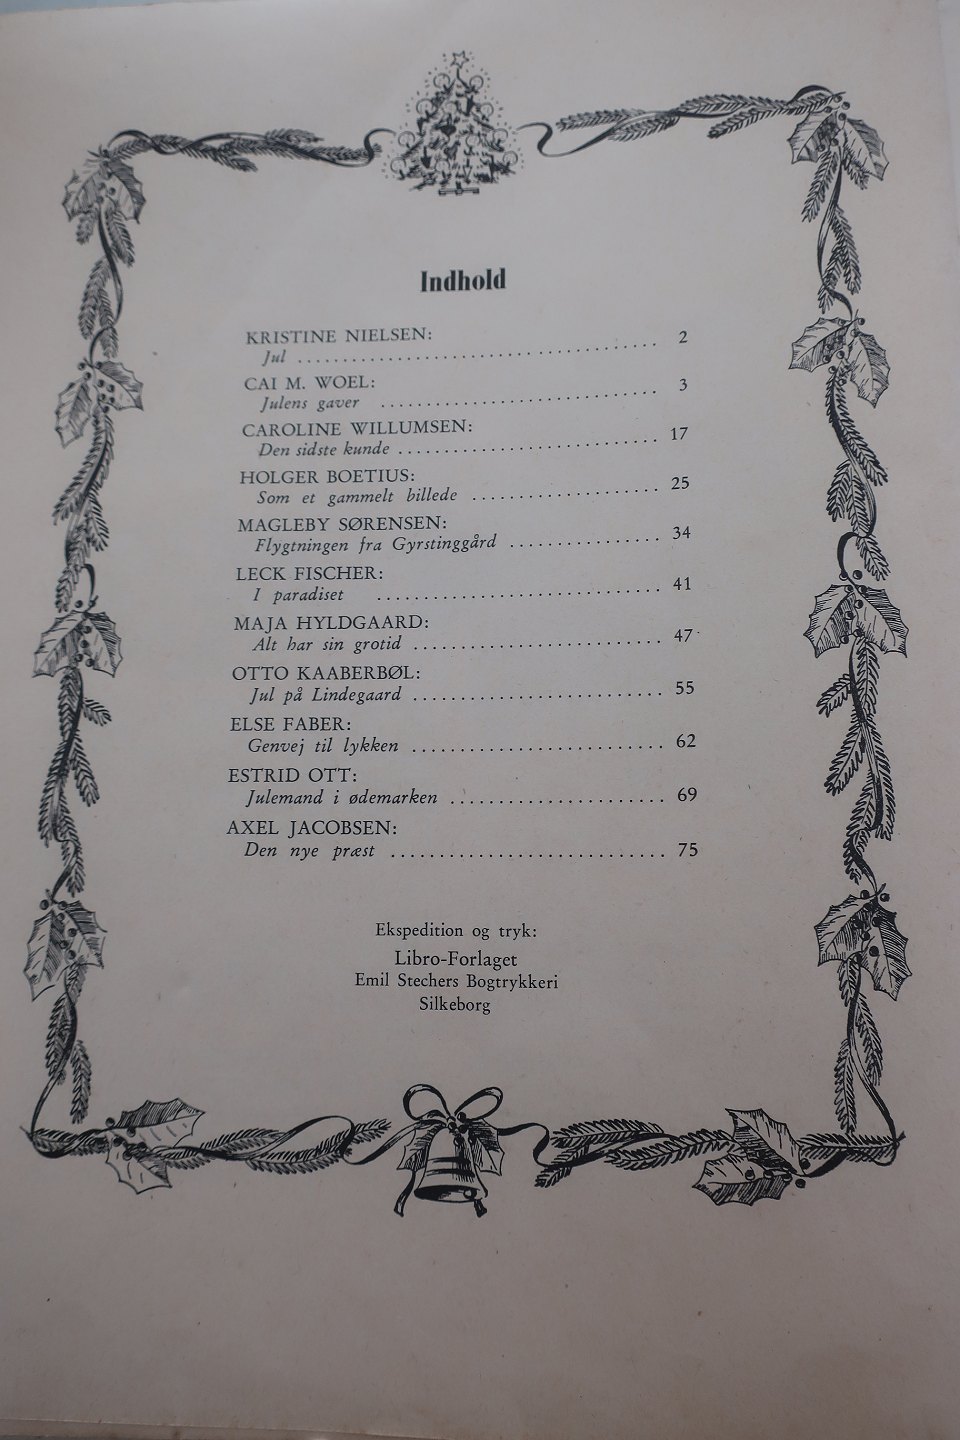 Indhold
KRISTINE NIELSEN:
Jul ........................................ 2
CAI M. WOEL:
Julens gaver ................................ 3
CAROLINE WILLUMSEN:
Den sidste kunde .............................. 17
HOLGER BOETIUS:
Som et gammelt billede ..................... 25
MAGLEBY SØRENSEN:
Flygtningen fra Gyrstinggård ................. 34
LECK FISCHER:
I paradiset ................................. 41
MAJA HYLDGAARD:
Alt har sin grotid ............................ 47
OTTO KAABERBØL:
Jul på Lindegaard ............................ 55
ELSE FABER:
Genvej til lykken ............................ 62
ESTRID OTT:
Julemand i ødemarken ........................ 69
AXEL JACOBSEN:
Den nye præst .............................. 75
Ekspedition og tryk:
Libro-Forlaget
Emil Stechers Bogtrykkeri
Silkeborg